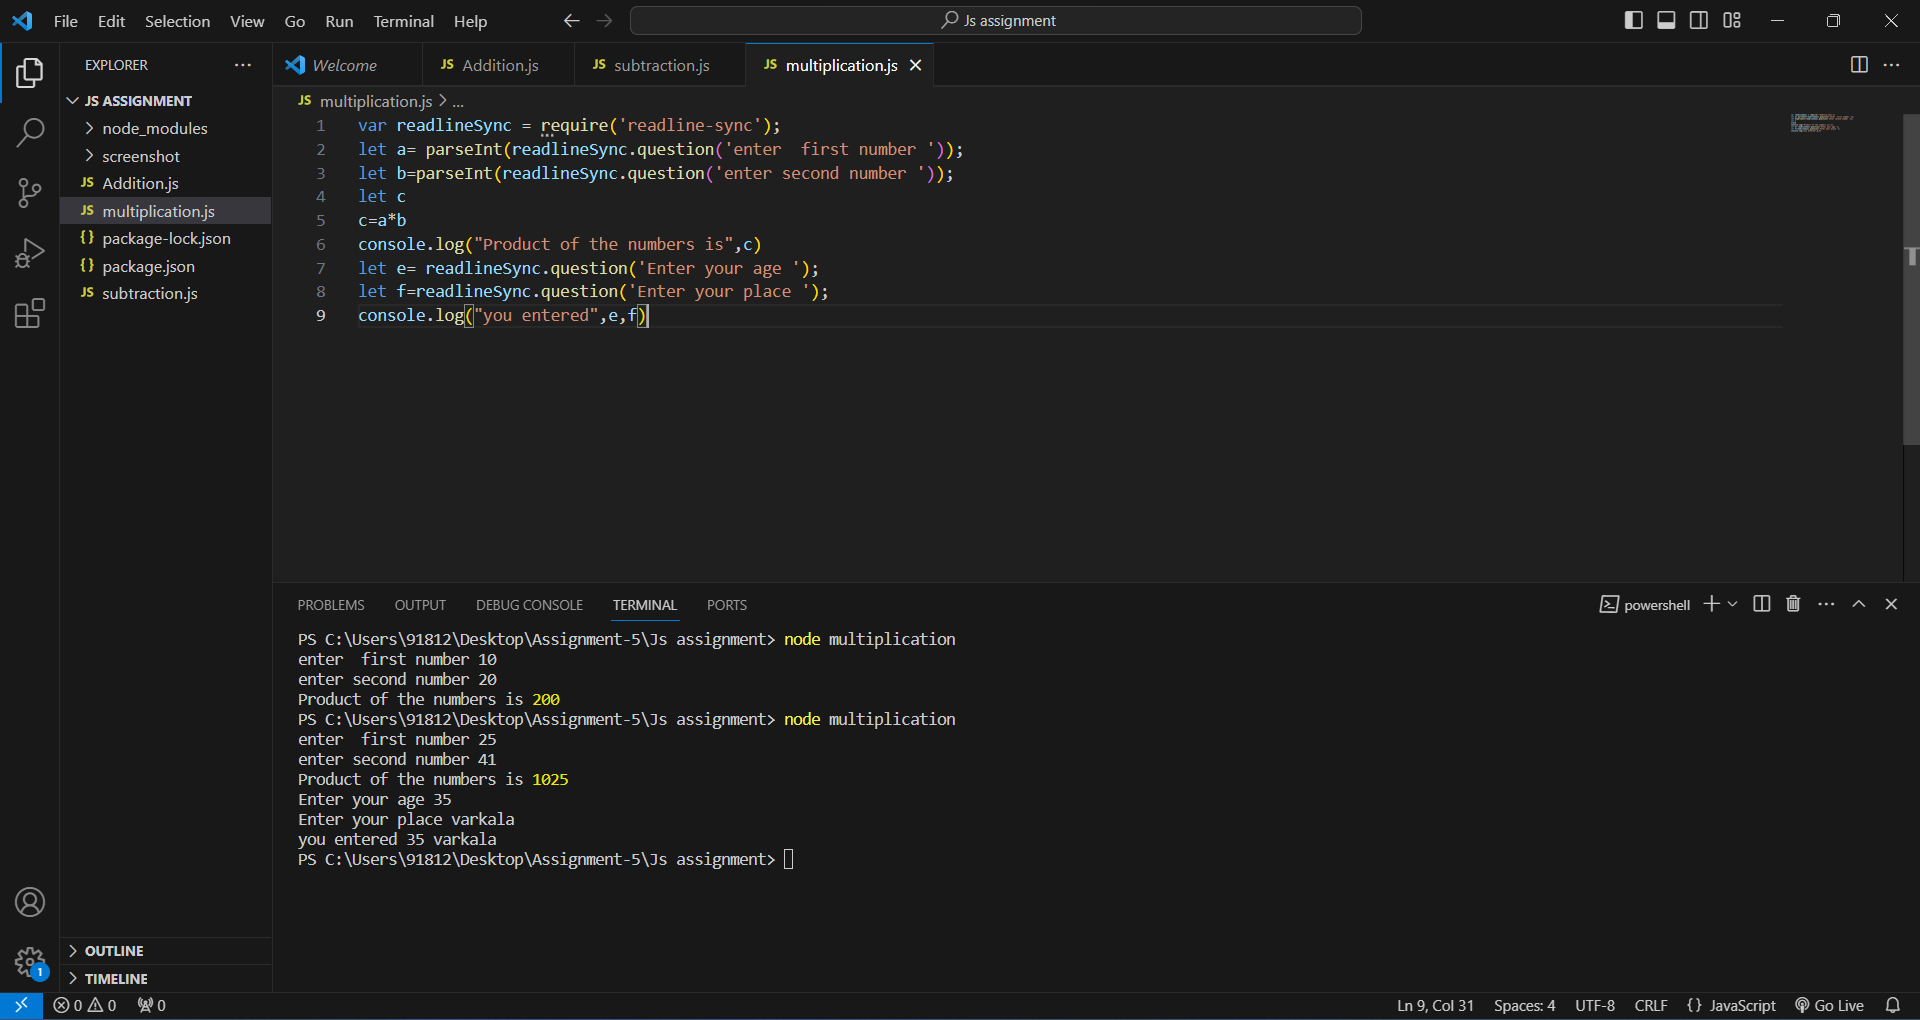 File Edit Selection View Go Run Terminal Help
Js assignment
EXPLORER
JS ASSIGNMENT
node_modules
screenshot
JS Addition.js
JS multiplication.js
{} package-lock.json
{} package.json
JS subtraction.js
OUTLINE
TIMELINE
1
Welcome
JS Addition.js
JS subtraction.js
JS multiplication.js
JS multiplication.js > ...
1 var readlineSync = require('readline-sync');
2 let a= parseInt(readlineSync.question('enter  first number '));
3 let b=parseInt(readlineSync.question('enter second number '));
4 let c
5 c=a*b
6 console.log("Product of the numbers is",c)
7 let e= readlineSync.question('Enter your age ');
8 let f=readlineSync.question('Enter your place ');
9 console.log("you entered",e,f)
PROBLEMS OUTPUT DEBUG CONSOLE TERMINAL PORTS
powershell
PS C:\Users\91812\Desktop\Assignment-5\Js assignment> node multiplication
enter  first number 10
enter second number 20
Product of the numbers is 200
PS C:\Users\91812\Desktop\Assignment-5\Js assignment> node multiplication
enter  first number 25
enter second number 41
Product of the numbers is 1025
Enter your age 35
Enter your place varkala
you entered 35 varkala
PS C:\Users\91812\Desktop\Assignment-5\Js assignment>
0 0 0
Ln 9, Col 31 Spaces: 4 UTF-8 CRLF {} JavaScript Go Live